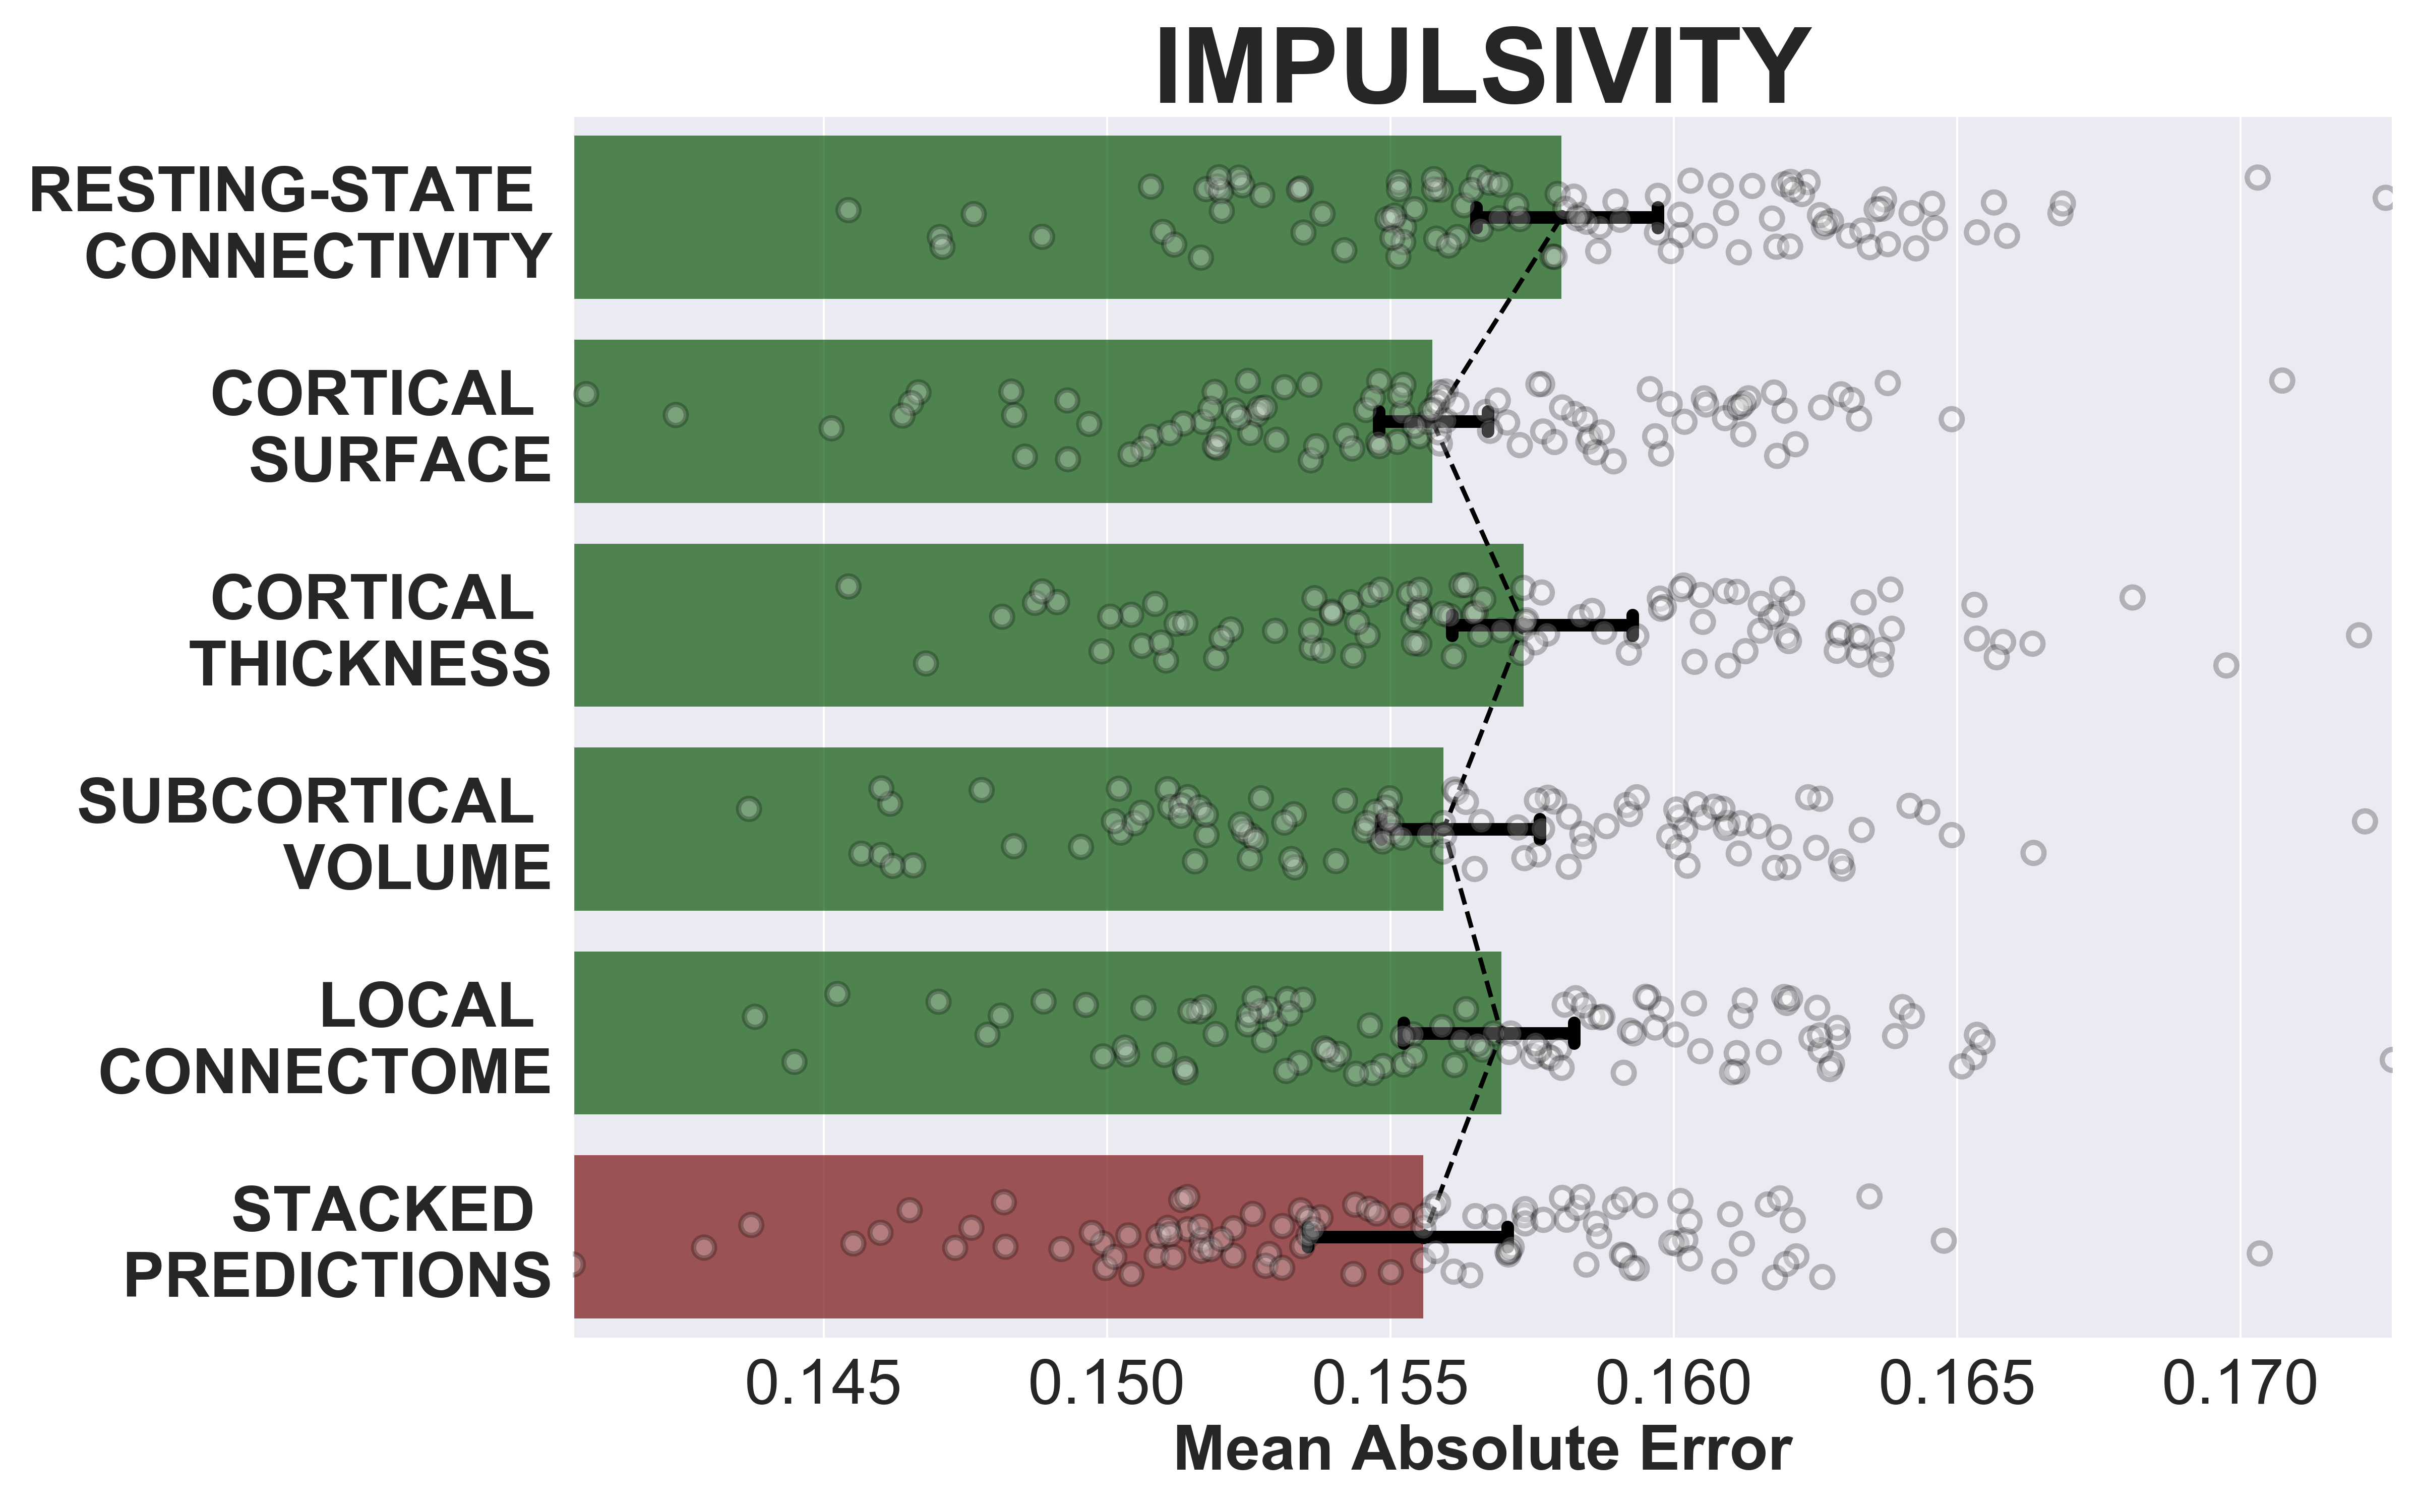 IMPULSIVITY
RESTING-STATE
CONNECTIVITY
CORTICAL
SURFACE
CORTICAL
THICKNESS
SUBCORTICAL
VOLUME
LOCAL
CONNECTOME
STACKED
PREDICTIONS
0.145 0.150 0.155 0.160 0.165 0.170
Mean Absolute Error